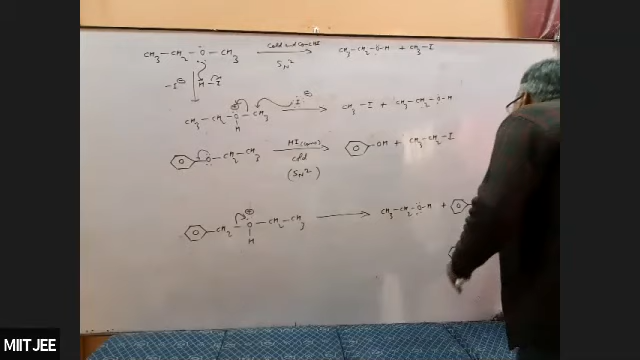 CH3-CH2-Ö-CH3 Cold and conc HI CH3-CH2-O-H + CH3-I
SN2
-I⊖ H-I
⊕ I⊖
CH3-CH2-O-CH3 CH3-I + CH3-CH2-O-H
H
O-CH2-CH3 HI(conc) OH + CH3-CH2-I
cold
(SN2)
⊕
CH2-O-CH2-CH3 CH3-CH2-O-H +
H
MIIT JEE